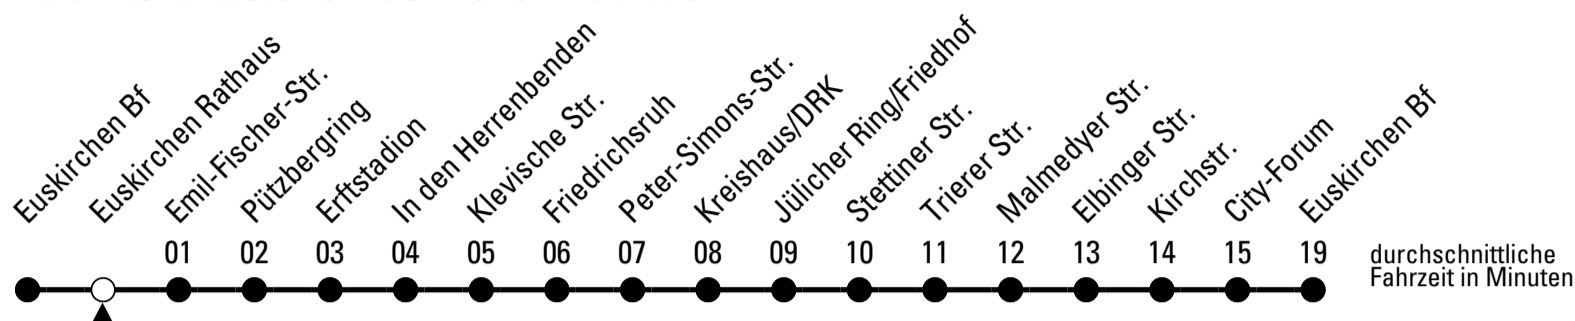 Euskirchen Bf
Euskirchen Rathaus
Emil-Fischer-Str.
Pützbergring
Erftstadion
In den Herrenbenden
Klevische Str.
Friedrichsruh
Peter-Simons-Str.
Kreishaus/DRK
Jülicher Ring/Friedhof
Stettiner Str.
Trierer Str.
Malmedyer Str.
Elbinger Str.
Kirchstr.
City-Forum
Euskirchen Bf
01 02 03 04 05 06 07 08 09 10 11 12 13 14 15 19
durchschnittliche
Fahrzeit in Minuten